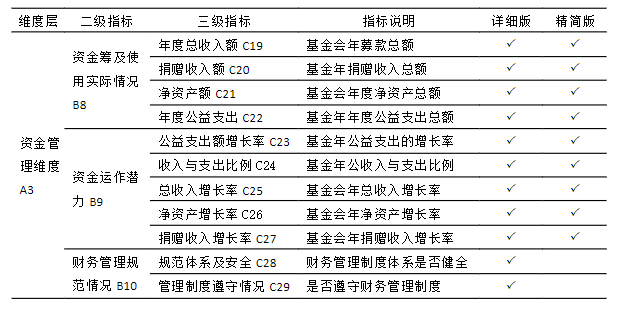 维度层 二级指标 三级指标 指标说明 详细版 精简版
资金管理维度 A3 资金筹及使用实际情况 B8 年度总收入额 C19 基金会年募款总额 ✓ ✓
捐赠收入额 C20 基金年捐赠收入总额 ✓ ✓
净资产额 C21 基金会年度净资产总额 ✓ ✓
年度公益支出 C22 基金年年度公益支出总额 ✓ ✓
资金运作潜力 B9 公益支出额增长率 C23 基金年公益支出的增长率 ✓ ✓
收入与支出比例 C24 基金年公收入与支出比例 ✓ ✓
总收入增长率 C25 基金会年总收入增长率 ✓ ✓
净资产增长率 C26 基金会年净资产增长率 ✓ ✓
捐赠收入增长率 C27 基金会年捐赠收入增长率 ✓ ✓
财务管理规范情况 B10 规范体系及安全 C28 财务管理制度体系是否健全 ✓
管理制度遵守情况 C29 是否遵守财务管理制度 ✓